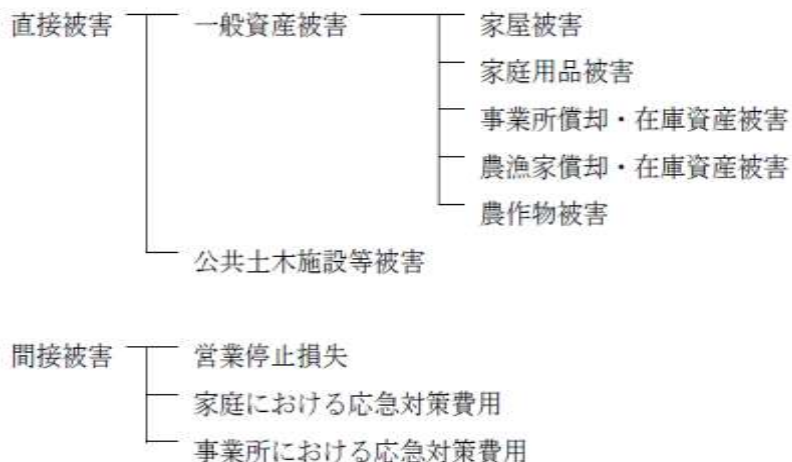 直接被害 一般資産被害 家屋被害
家庭用品被害
事業所償却・在庫資産被害
農漁家償却・在庫資産被害
農作物被害
公共土木施設等被害
間接被害 営業停止損失
家庭における応急対策費用
事業所における応急対策費用